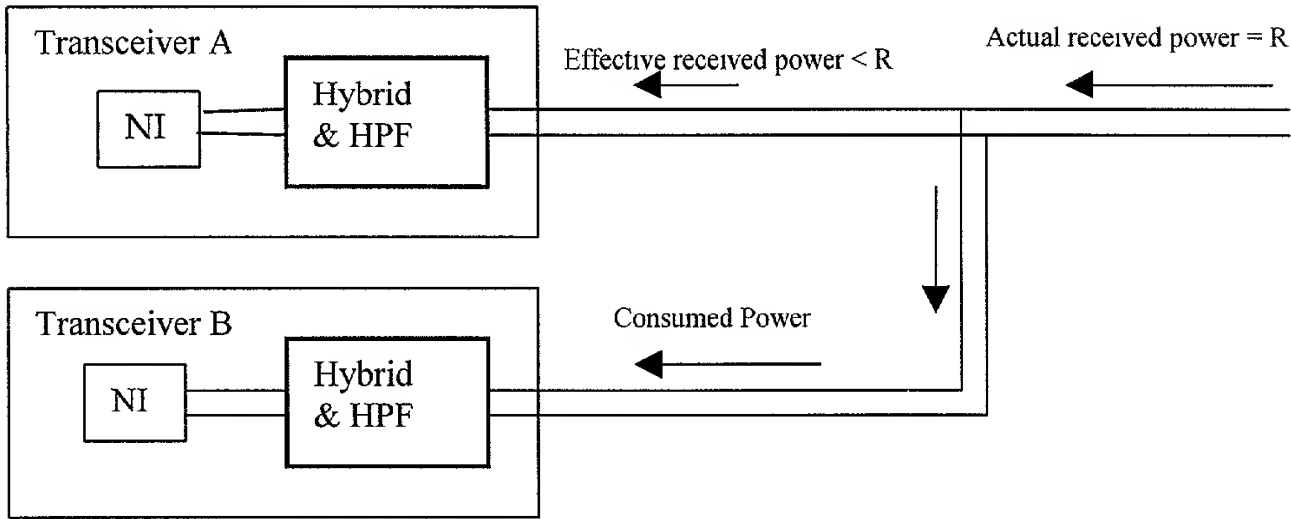 Transceiver A
NI
Hybrid
& HPF
Effective received power < R
Actual received power = R
Transceiver B
NI
Hybrid
& HPF
Consumed Power